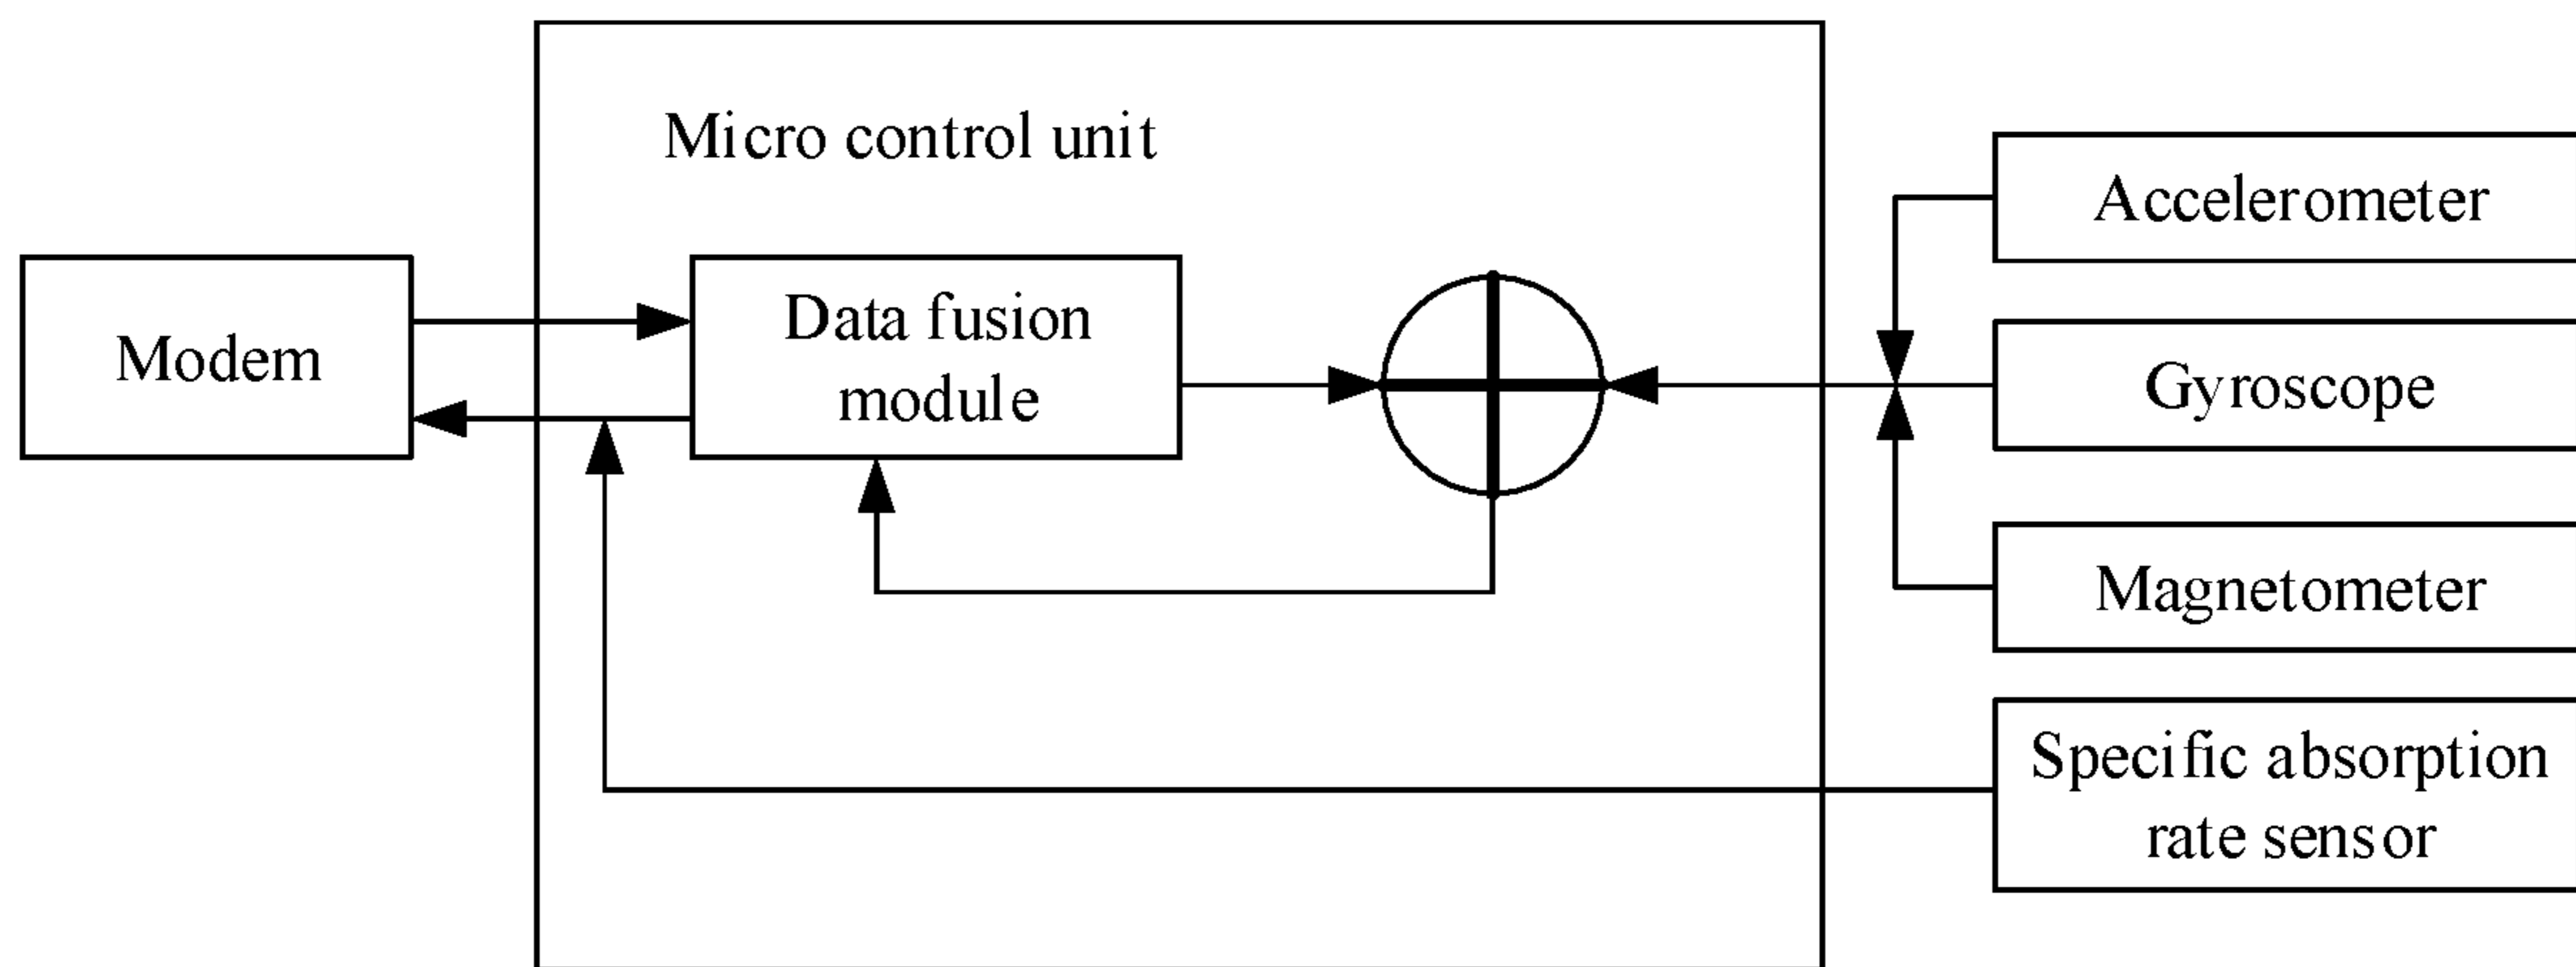 Micro control unit
Modem
Data fusion
module
Accelerometer
Gyroscope
Magnetometer
Specific absorption
rate sensor